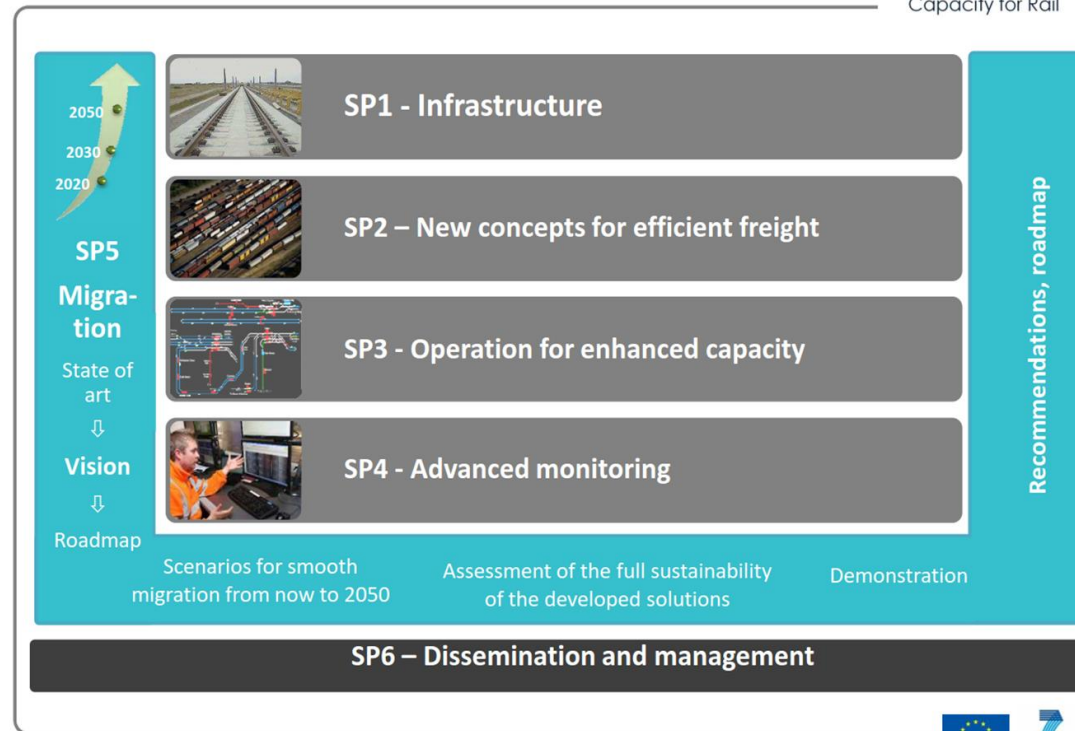 Capacity for Rail
2050
2030
2020
SP5
Migra-
tion
State of
art
⇩
Vision
⇩
Roadmap
SP1 - Infrastructure
SP2 – New concepts for efficient freight
SP3 - Operation for enhanced capacity
SP4 - Advanced monitoring
Scenarios for smooth
migration from now to 2050
Assessment of the full sustainability
of the developed solutions
Demonstration
Recommendations, roadmap
SP6 – Dissemination and management